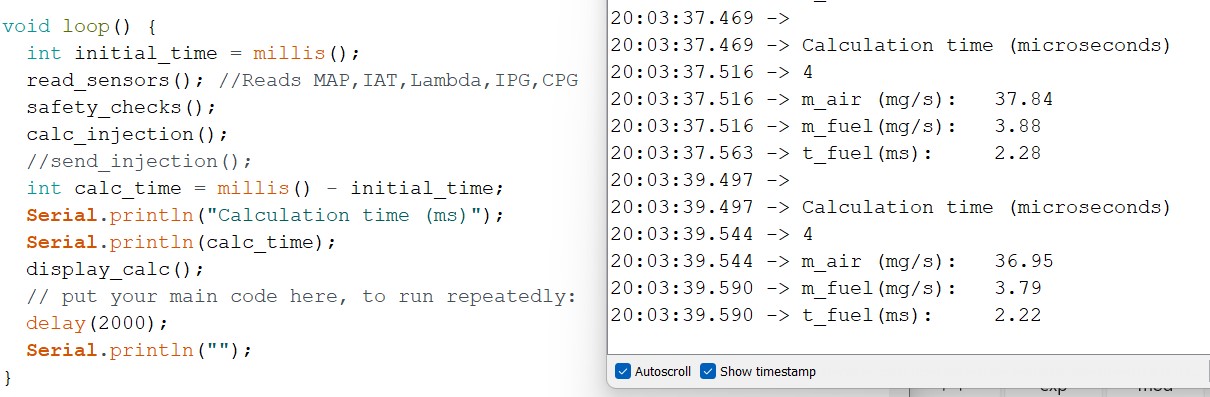 void loop() {
int initial_time = millis();
read_sensors(); //Reads MAP,IAT,Lambda,IPG,CPG
safety_checks();
calc_injection();
//send_injection();
int calc_time = millis() - initial_time;
Serial.println("Calculation time (ms)");
Serial.println(calc_time);
display_calc();
// put your main code here, to run repeatedly:
delay(2000);
Serial.println("");
}
20:03:37.469 ->
20:03:37.469 -> Calculation time (microseconds)
20:03:37.516 -> 4
20:03:37.516 -> m_air (mg/s): 37.84
20:03:37.516 -> m_fuel(mg/s): 3.88
20:03:37.563 -> t_fuel(ms): 2.28
20:03:39.497 ->
20:03:39.497 -> Calculation time (microseconds)
20:03:39.544 -> 4
20:03:39.544 -> m_air (mg/s): 36.95
20:03:39.590 -> m_fuel(mg/s): 3.79
20:03:39.590 -> t_fuel(ms): 2.22
Autoscroll Show timestamp
exp